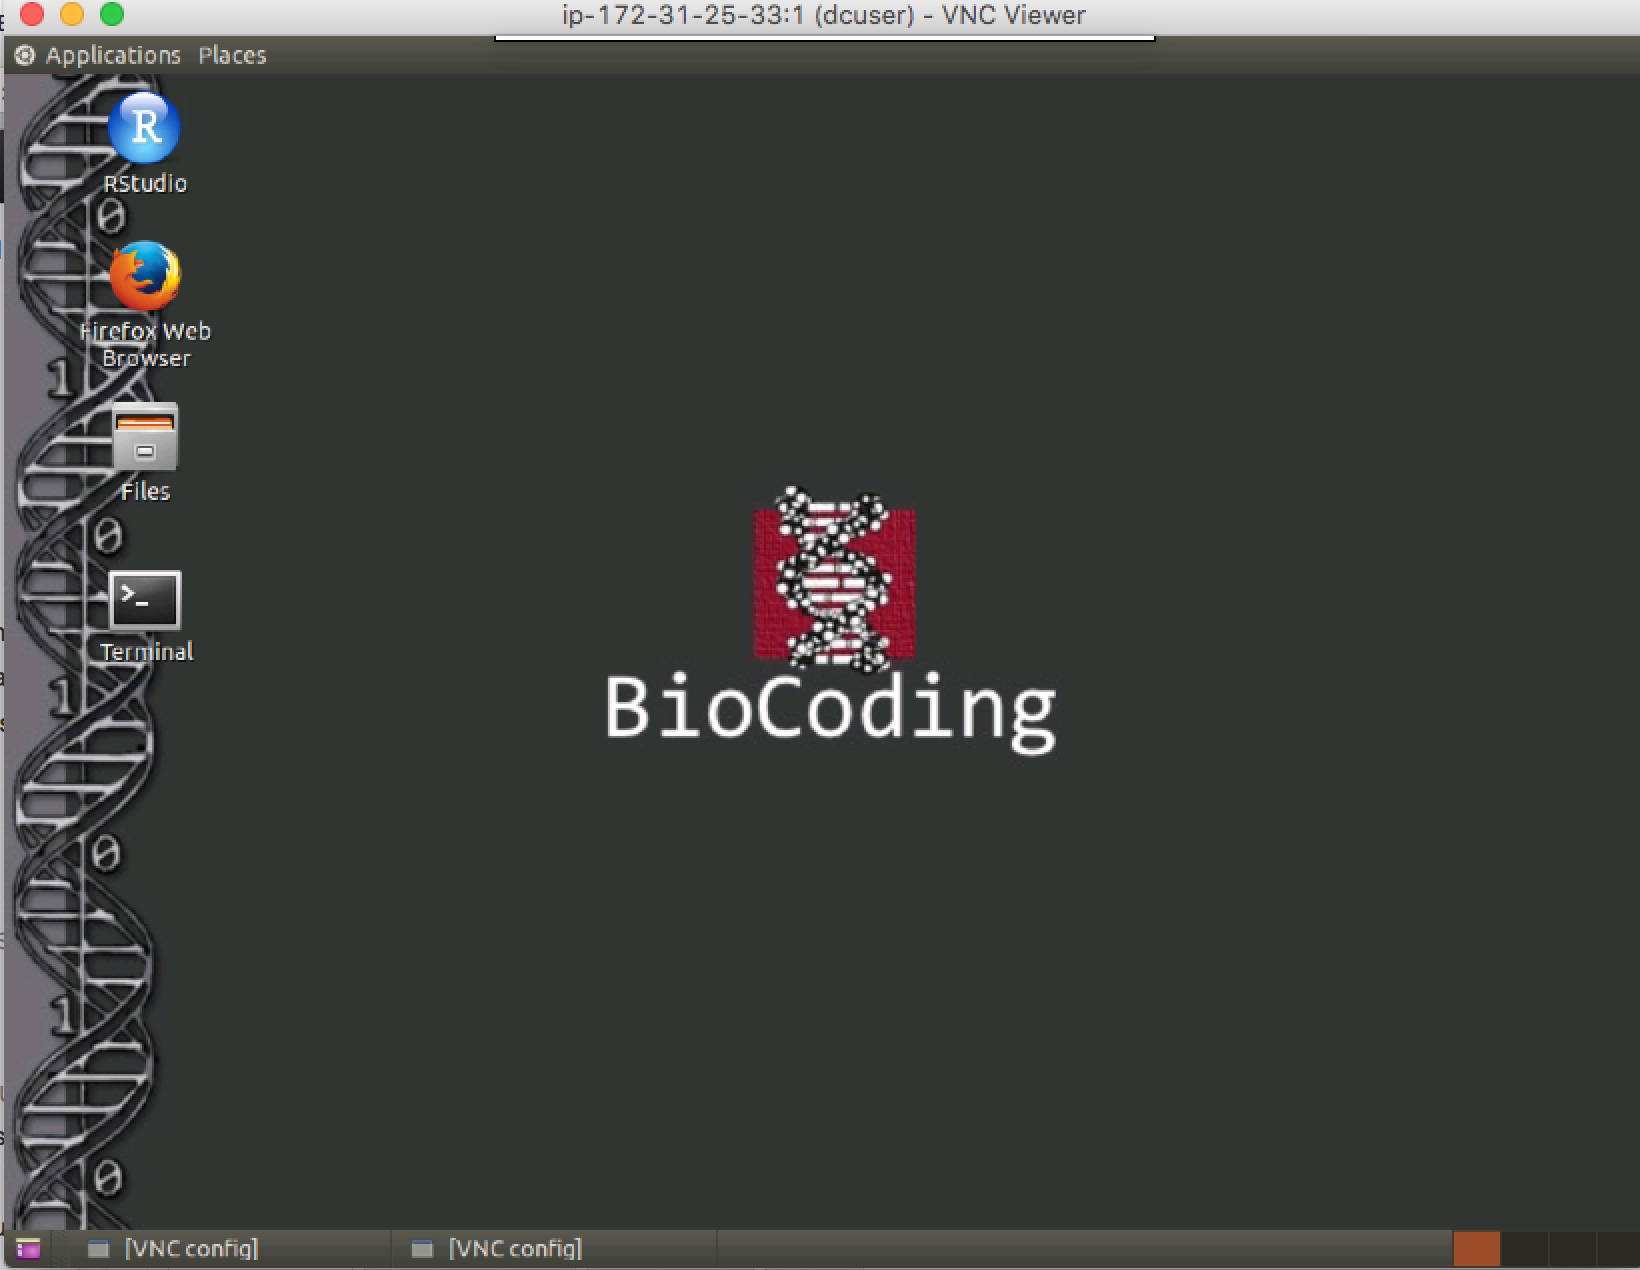 ip-172-31-25-33:1 (dcuser) - VNC Viewer
Applications Places
RStudio
0
Firefox Web
Browser
1
Files
0
Terminal
1
BioCoding
0
1
0
[VNC config] [VNC config]